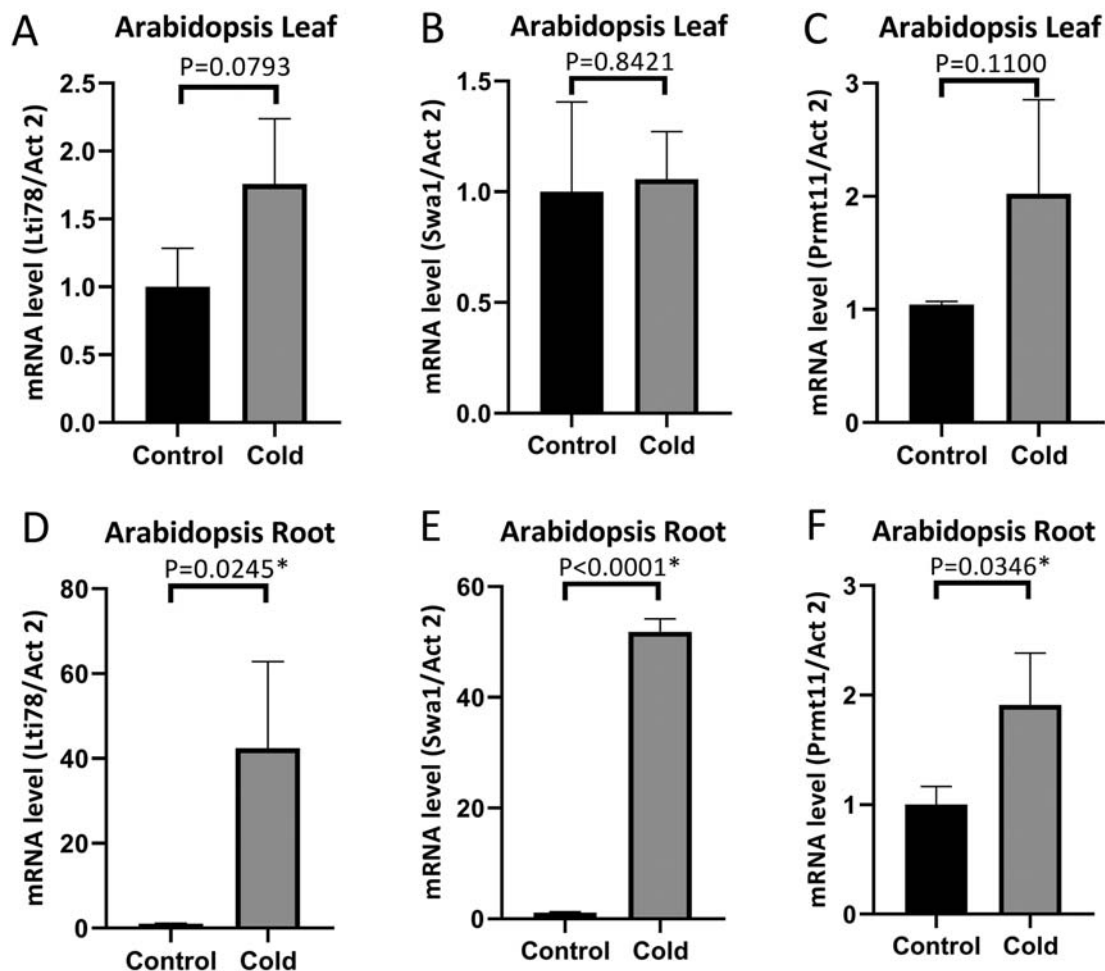 A
Arabidopsis Leaf
P=0.0793
mRNA level (Lti78/Act 2)
2.5
2.0
1.5
1.0
0.5
0.0
Control
Cold
B
Arabidopsis Leaf
P=0.8421
mRNA level (Swa1/Act 2)
1.5
1.0
0.5
0.0
Control
Cold
C
Arabidopsis Leaf
P=0.1100
mRNA level (Prmt11/Act 2)
3
2
1
0
Control
Cold
D
Arabidopsis Root
P=0.0245*
mRNA level (Lti78/Act 2)
80
60
40
20
0
Control
Cold
E
Arabidopsis Root
P<0.0001*
mRNA level (Swa1/Act 2)
60
40
20
0
Control
Cold
F
Arabidopsis Root
P=0.0346*
mRNA level (Prmt11/Act 2)
3
2
1
0
Control
Cold